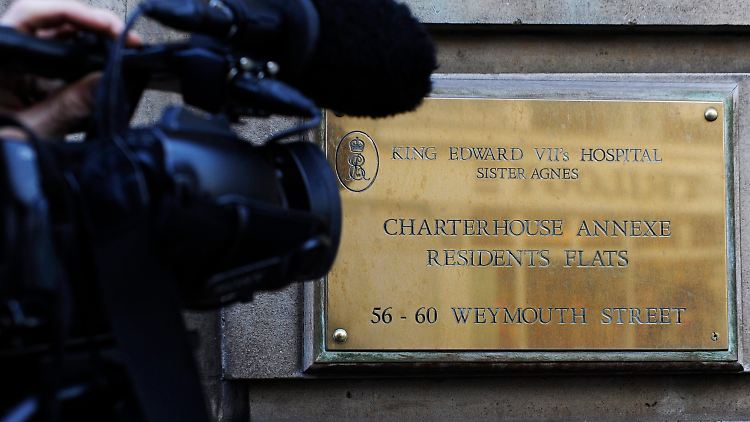 KING EDWARD VII's HOSPITAL
SISTER AGNES
CHARTERHOUSE ANNEXE
RESIDENTS FLATS
56 - 60 WEYMOUTH STREET